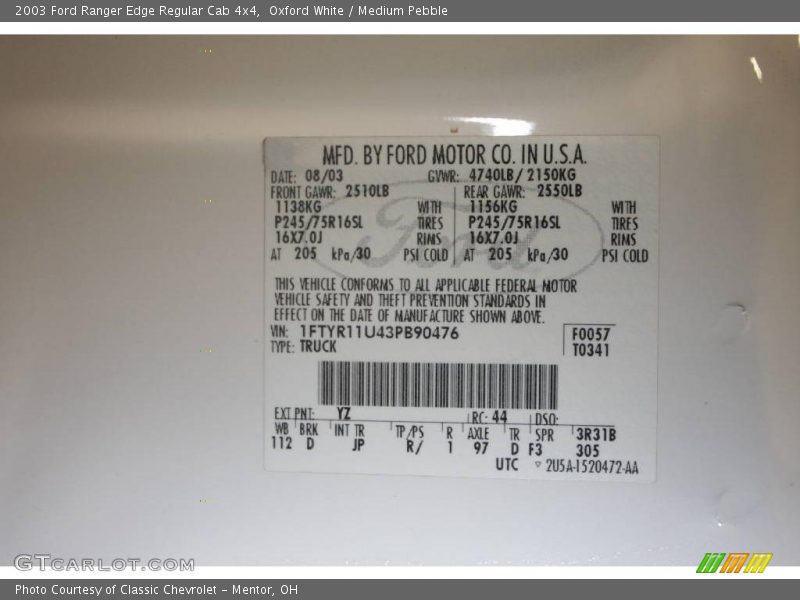 2003 Ford Ranger Edge Regular Cab 4x4,  Oxford White / Medium Pebble
MFD. BY FORD MOTOR CO. IN U.S.A.
DATE: 08/03 GVWR: 4740LB/ 2150KG
FRONT GAWR: 2510LB REAR GAWR: 2550LB
1138KG WITH 1156KG WITH
P245/75R16SL TIRES P245/75R16SL TIRES
16X7.0J RIMS 16X7.0J RIMS
AT 205 kPa/30 PSI COLD AT 205 kPa/30 PSI COLD
Ford
THIS VEHICLE CONFORMS TO ALL APPLICABLE FEDERAL MOTOR
VEHICLE SAFETY AND THEFT PREVENTION STANDARDS IN
EFFECT ON THE DATE OF MANUFACTURE SHOWN ABOVE.
VIN: 1FTYR11U43PB90476 F0057
TYPE: TRUCK T0341
EXT PNT: YZ RC: 44 DSO:
WB BRK INT TR TP/PS R AXLE TR SPR 3R31B
112 D JP R/ 1 97 D F3 305
UTC ▽ 2U5A-1520472-AA
GTCARLOT.COM
Photo Courtesy of Classic Chevrolet - Mentor, OH